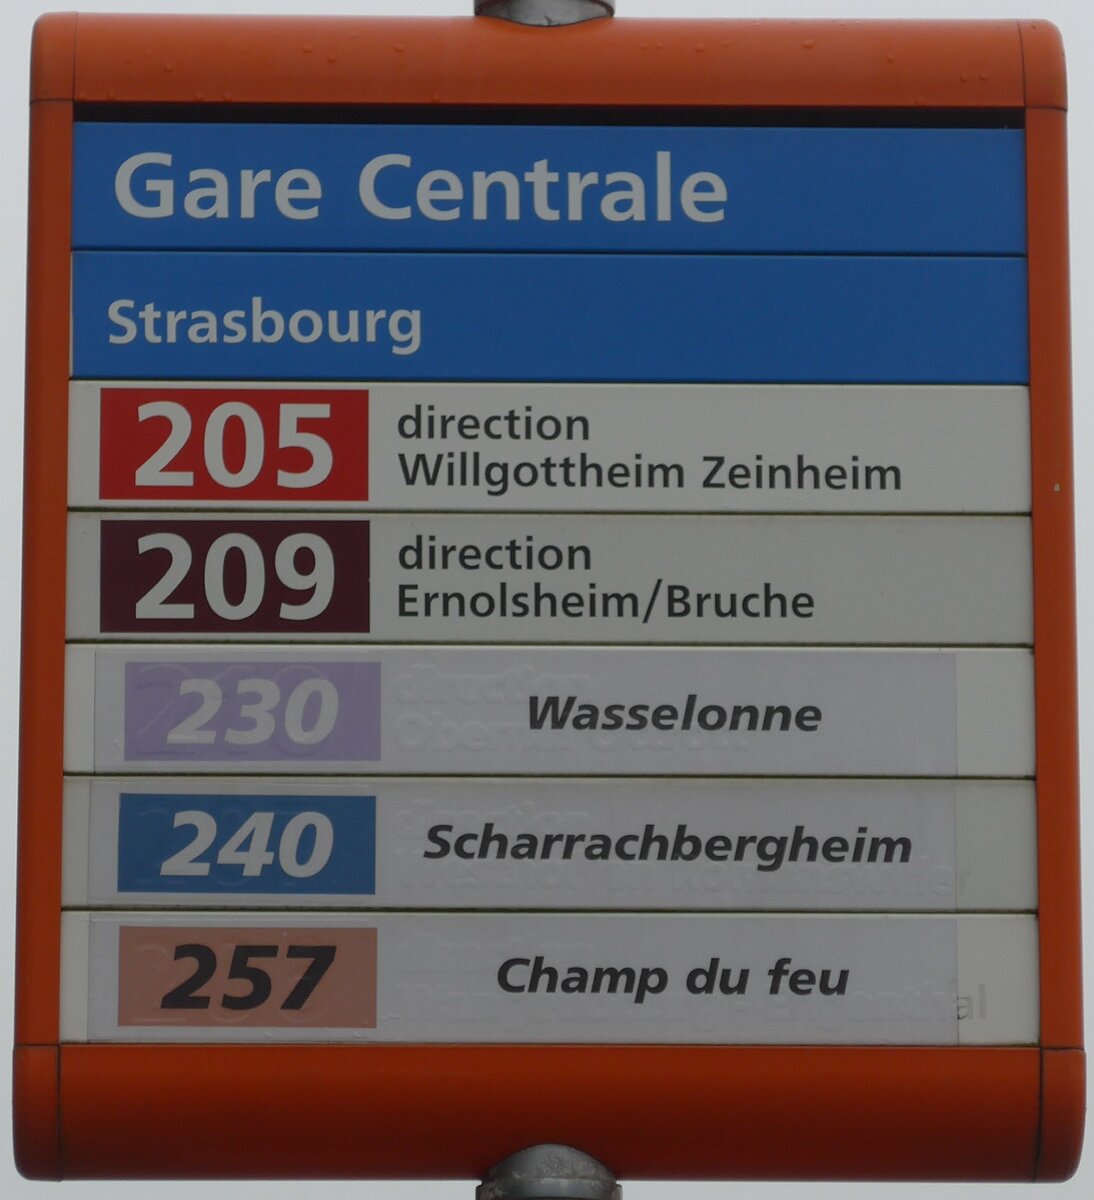 Gare Centrale
Strasbourg
205
direction
Willgottheim Zeinheim
209
direction
Ernolsheim/Bruche
230 Wasselonne
240 Scharrachbergheim
257 Champ du feu